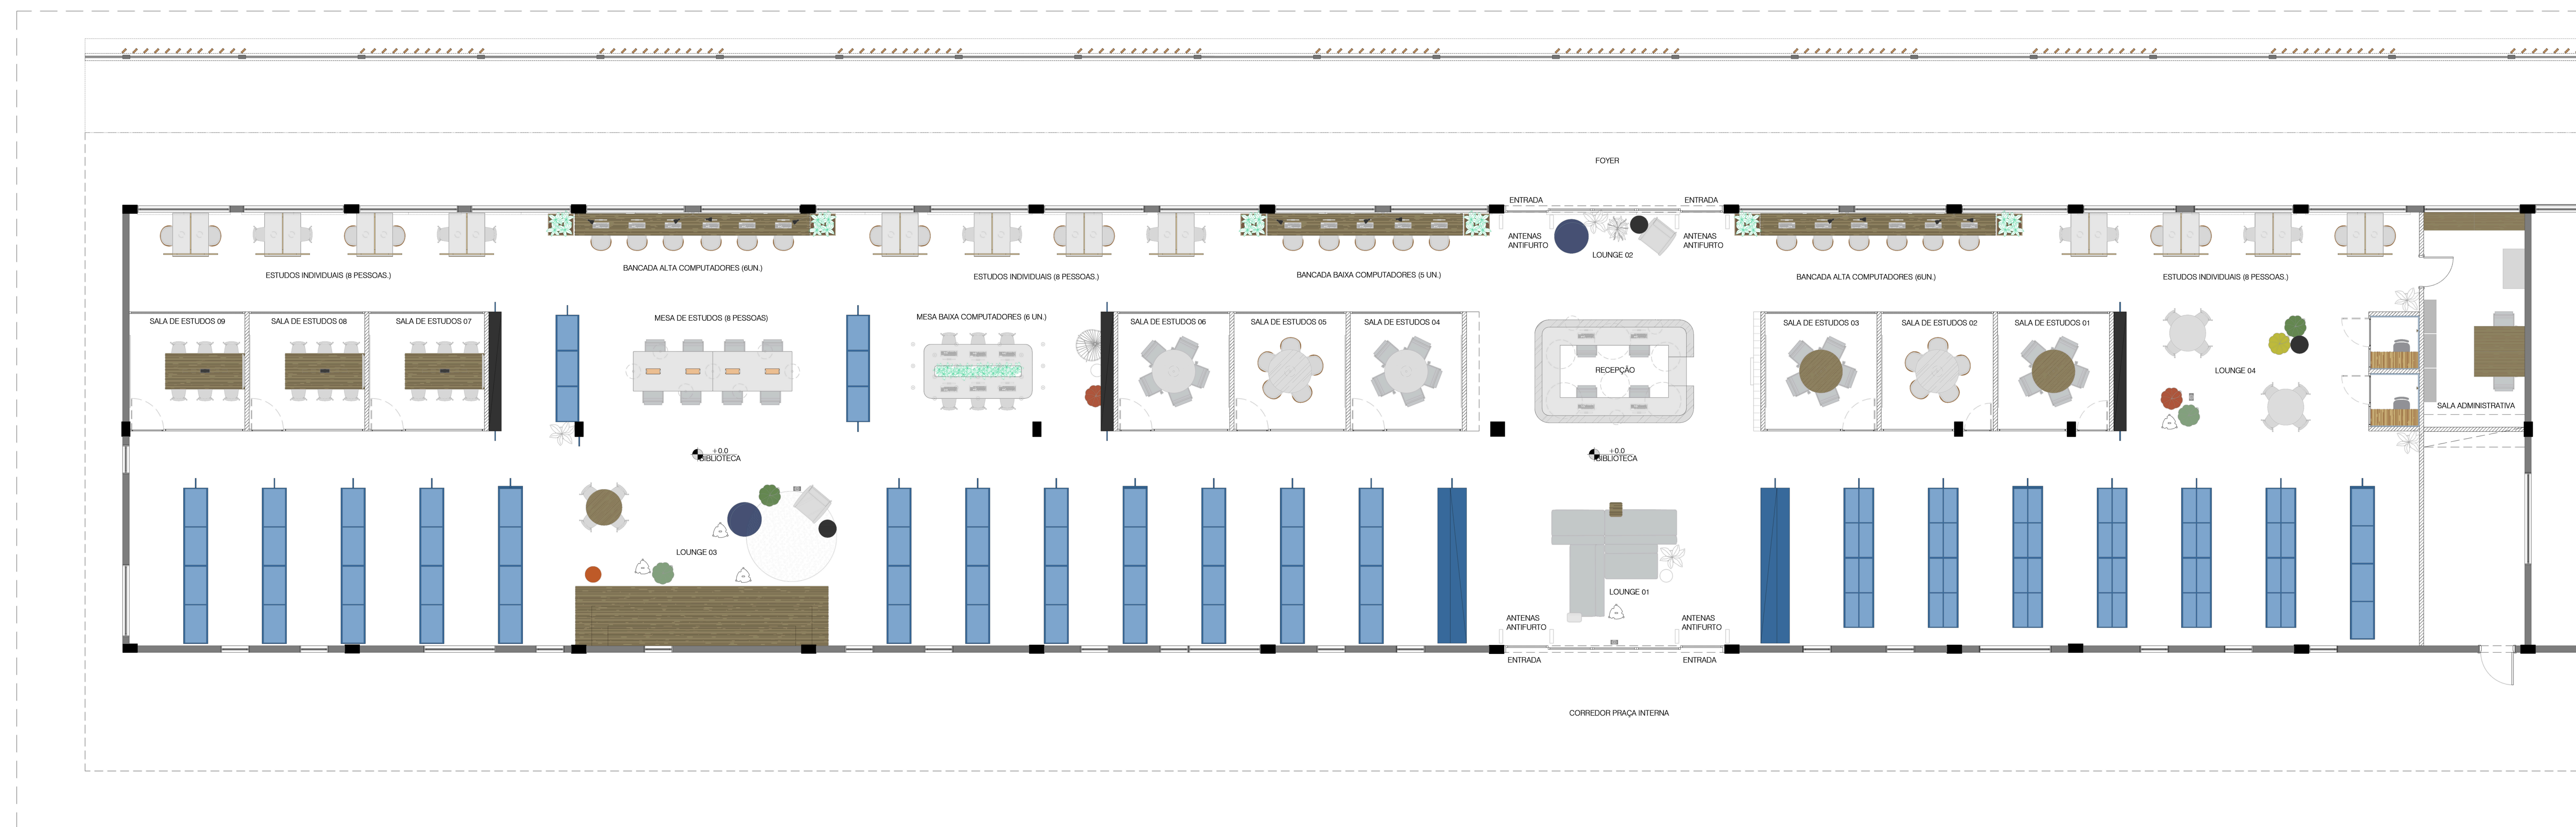 FOYER
ENTRADA
ENTRADA
ANTENAS
ANTIFURTO
ANTENAS
ANTIFURTO
LOUNGE 02
ESTUDOS INDIVIDUAIS (8 PESSOAS.)
BANCADA ALTA COMPUTADORES (6UN.)
ESTUDOS INDIVIDUAIS (8 PESSOAS.)
BANCADA BAIXA COMPUTADORES (5 UN.)
BANCADA ALTA COMPUTADORES (6UN.)
ESTUDOS INDIVIDUAIS (8 PESSOAS.)
SALA DE ESTUDOS 09
SALA DE ESTUDOS 08
SALA DE ESTUDOS 07
MESA DE ESTUDOS (8 PESSOAS)
MESA BAIXA COMPUTADORES (6 UN.)
SALA DE ESTUDOS 06
SALA DE ESTUDOS 05
SALA DE ESTUDOS 04
SALA DE ESTUDOS 03
SALA DE ESTUDOS 02
SALA DE ESTUDOS 01
RECEPÇÃO
LOUNGE 04
SALA ADMINISTRATIVA
+0.0
BIBLIOTECA
+0.0
BIBLIOTECA
LOUNGE 03
LOUNGE 01
ANTENAS
ANTIFURTO
ANTENAS
ANTIFURTO
ENTRADA
ENTRADA
CORREDOR PRAÇA INTERNA